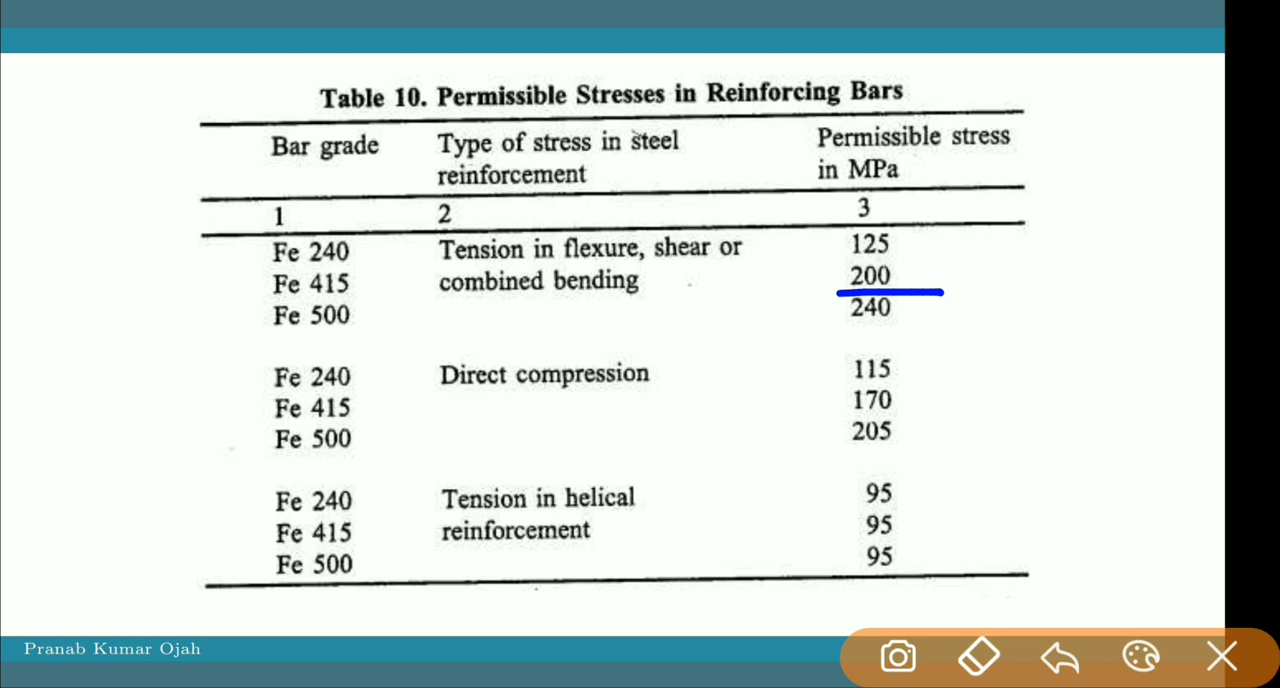 Table 10. Permissible Stresses in Reinforcing Bars
Bar grade Type of stress in steel reinforcement Permissible stress in MPa
1 2 3
Fe 240 Tension in flexure, shear or 125
Fe 415 combined bending 200
Fe 500 240
Fe 240 Direct compression 115
Fe 415 170
Fe 500 205
Fe 240 Tension in helical 95
Fe 415 reinforcement 95
Fe 500 95
Pranab Kumar Ojah